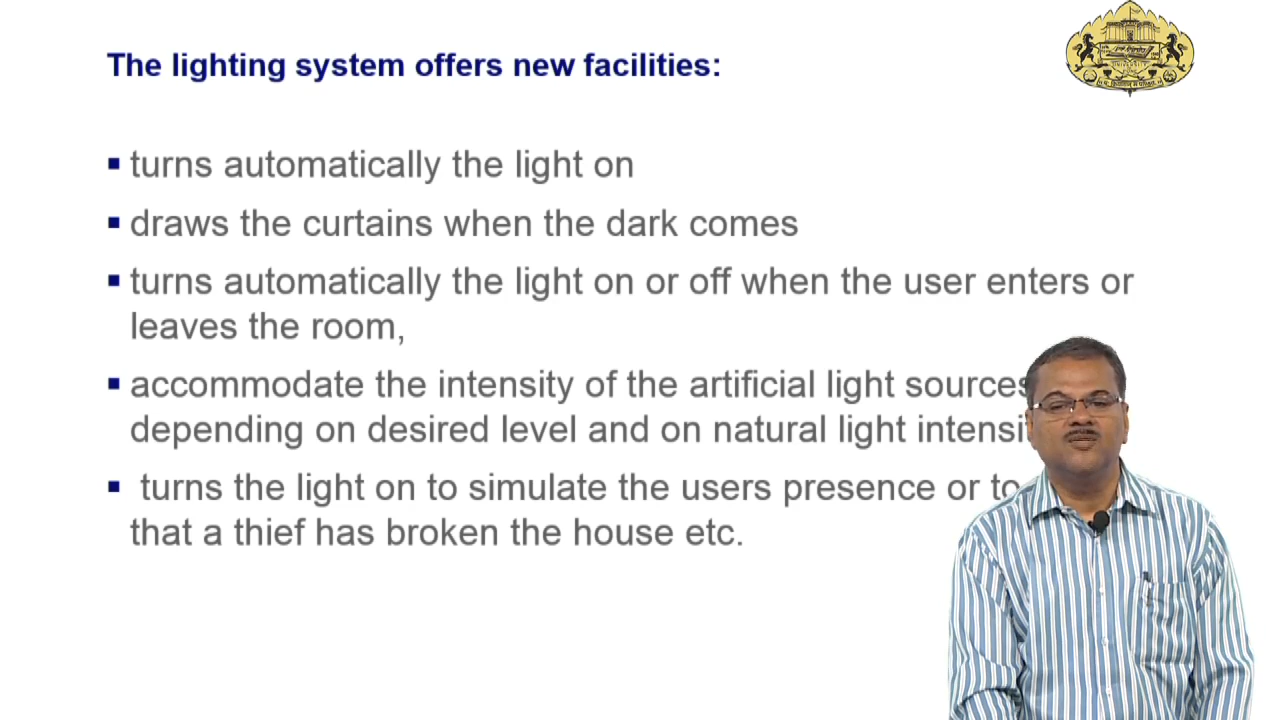 The lighting system offers new facilities:
turns automatically the light on
draws the curtains when the dark comes
turns automatically the light on or off when the user enters or
leaves the room,
accommodate the intensity of the artificial light sources
depending on desired level and on natural light
turns the light on to simulate the users presence or to
that a thief has broken the house etc.